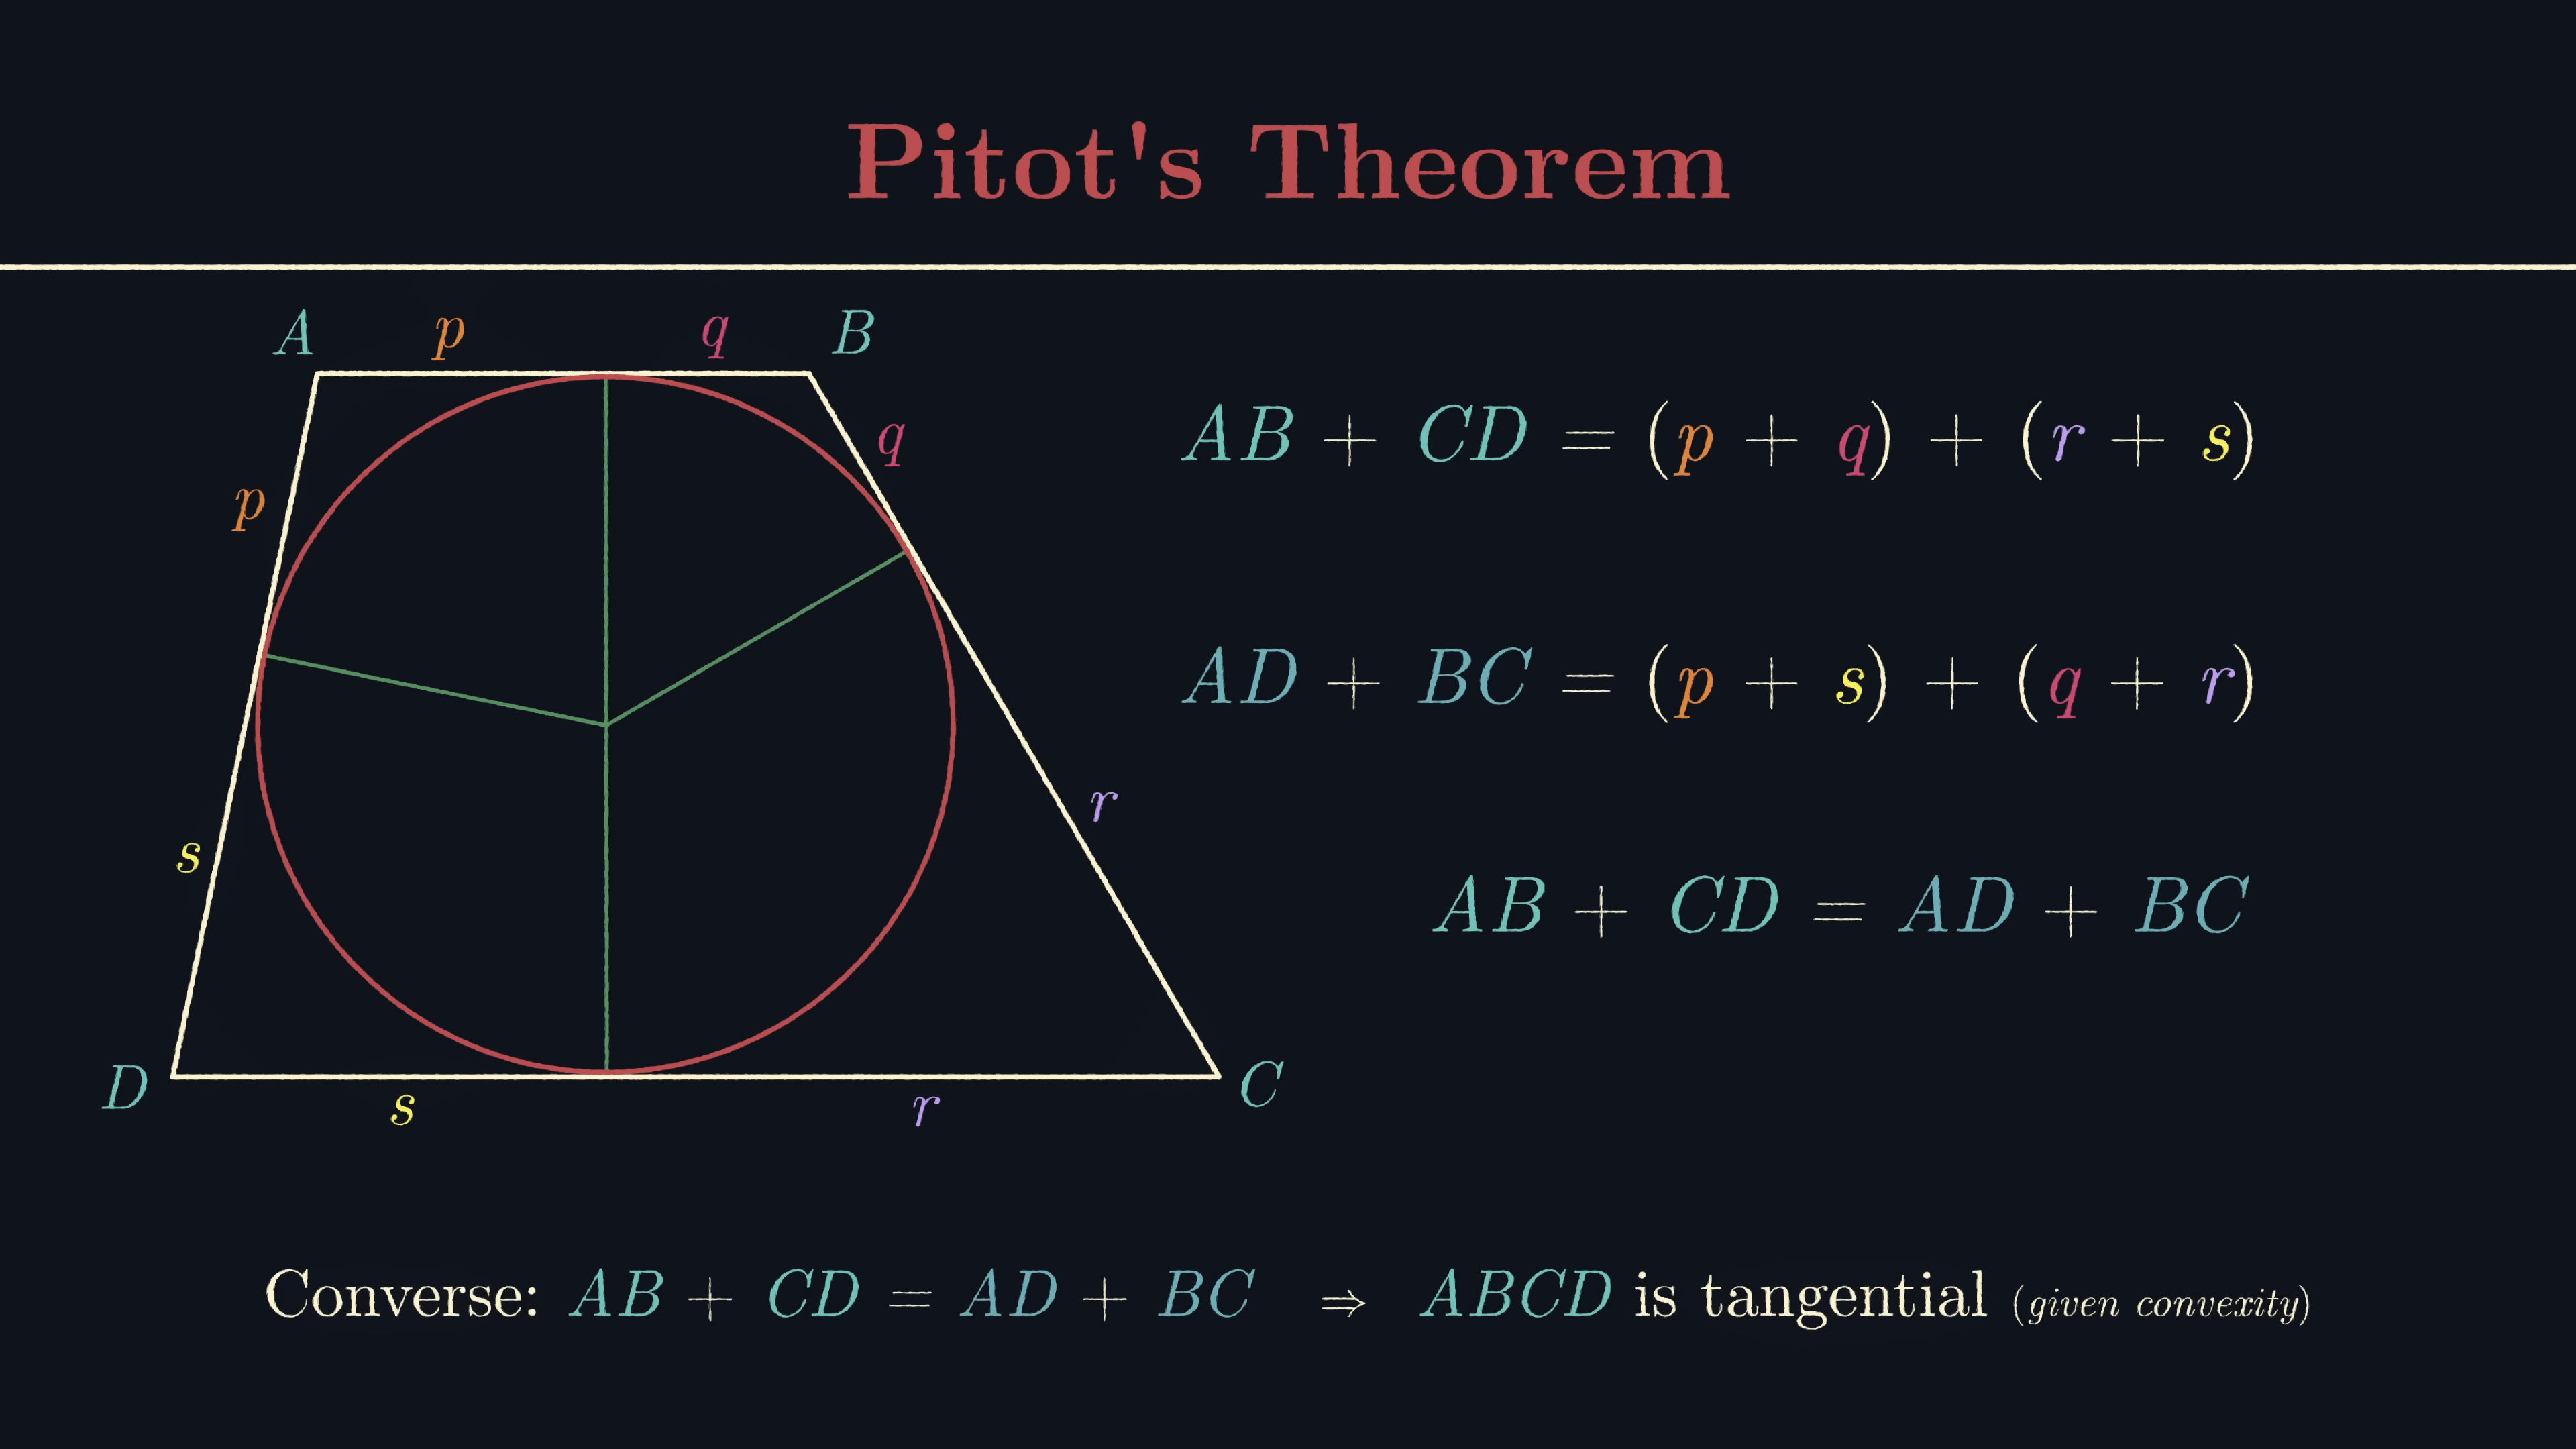 Pitot's Theorem
A p q B
q
p
r
s
D s r C
AB + CD = (p + q) + (r + s)
AD + BC = (p + s) + (q + r)
AB + CD = AD + BC
Converse: AB + CD = AD + BC ⇒ ABCD is tangential (given convexity)